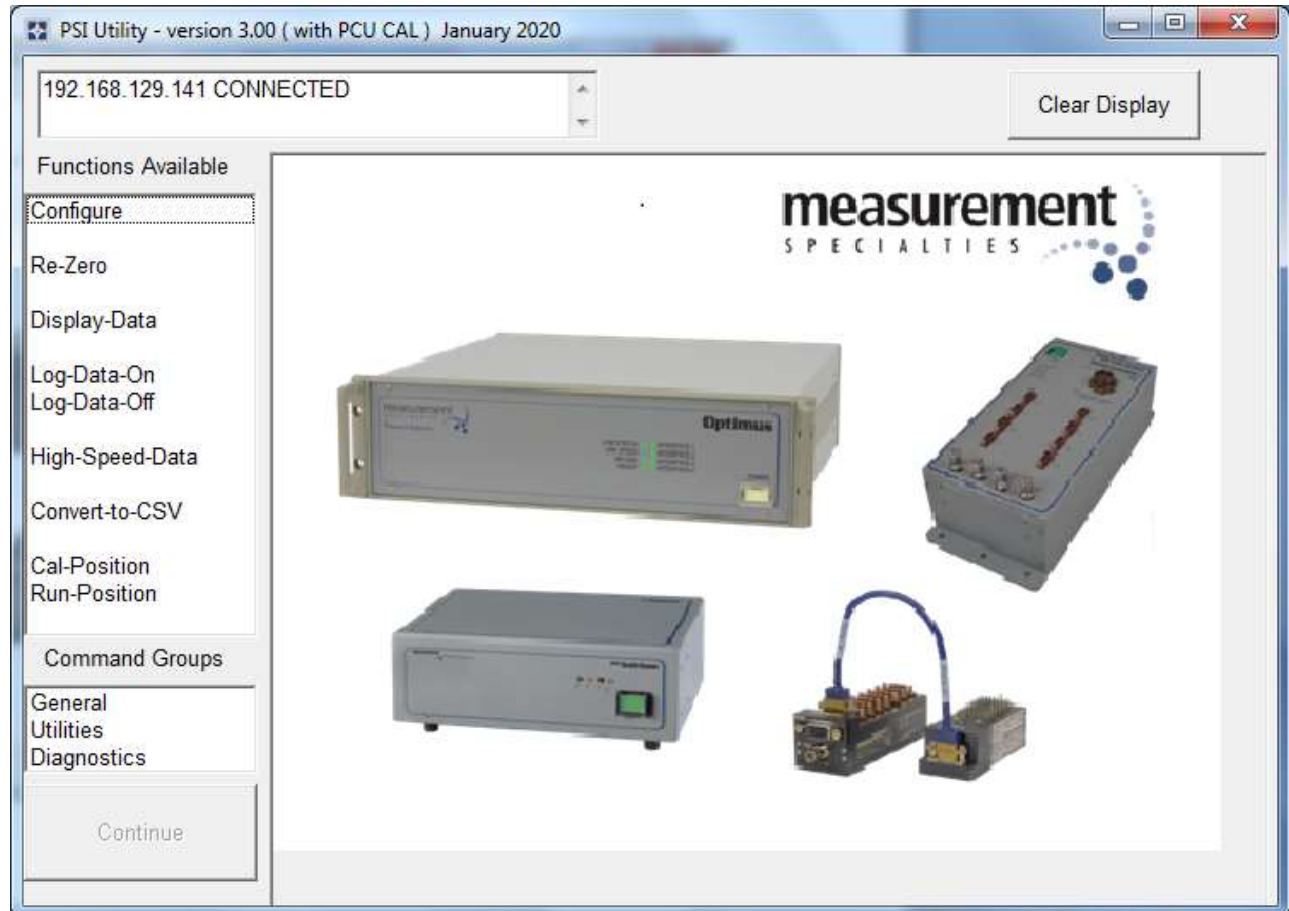 PSI Utility - version 3.00 ( with PCU CAL ) January 2020
192.168.129.141 CONNECTED
Clear Display
Functions Available
Configure
Re-Zero
Display-Data
Log-Data-On
Log-Data-Off
High-Speed-Data
Convert-to-CSV
Cal-Position
Run-Position
Command Groups
General
Utilities
Diagnostics
Continue
measurement
SPECIALTIES
measurement
Optimus